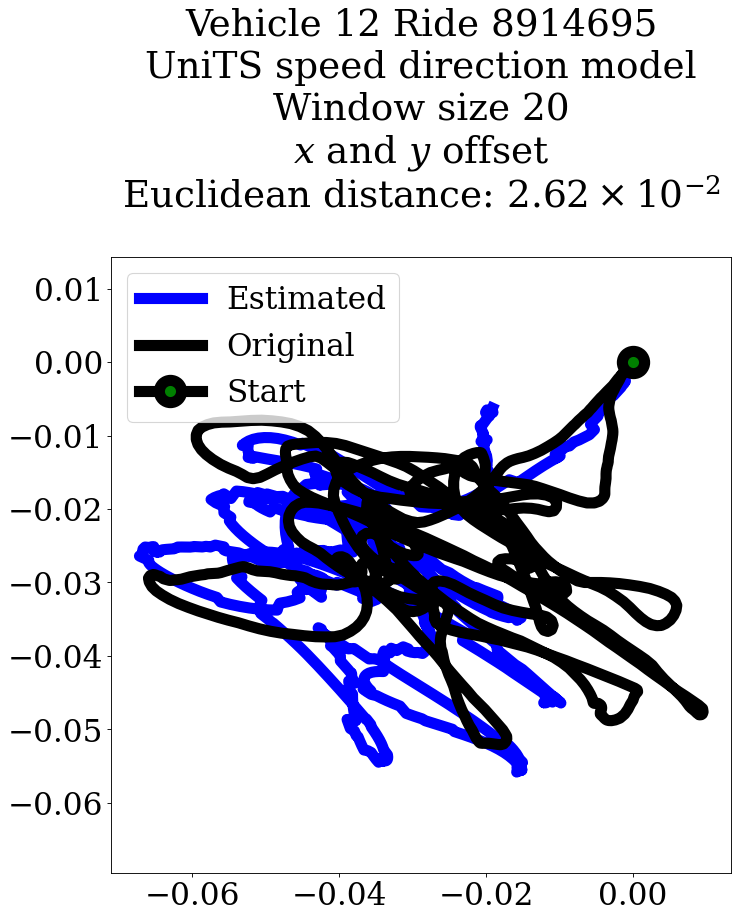 Vehicle 12 Ride 8914695
UniTS speed direction model
Window size 20
x and y offset
Euclidean distance: 2.62 × 10⁻²
Estimated
Original
Start
0.01
0.00
−0.01
−0.02
−0.03
−0.04
−0.05
−0.06
−0.06 −0.04 −0.02 0.00